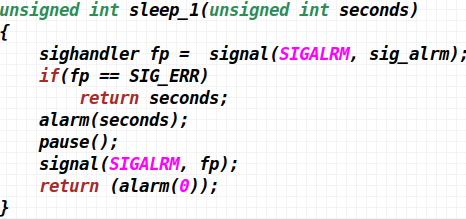 unsigned int sleep_1(unsigned int seconds)
{
    sighandler fp =  signal(SIGALRM, sig_alrm);
    if(fp == SIG_ERR)
        return seconds;
    alarm(seconds);
    pause();
    signal(SIGALRM, fp);
    return (alarm(0));
}